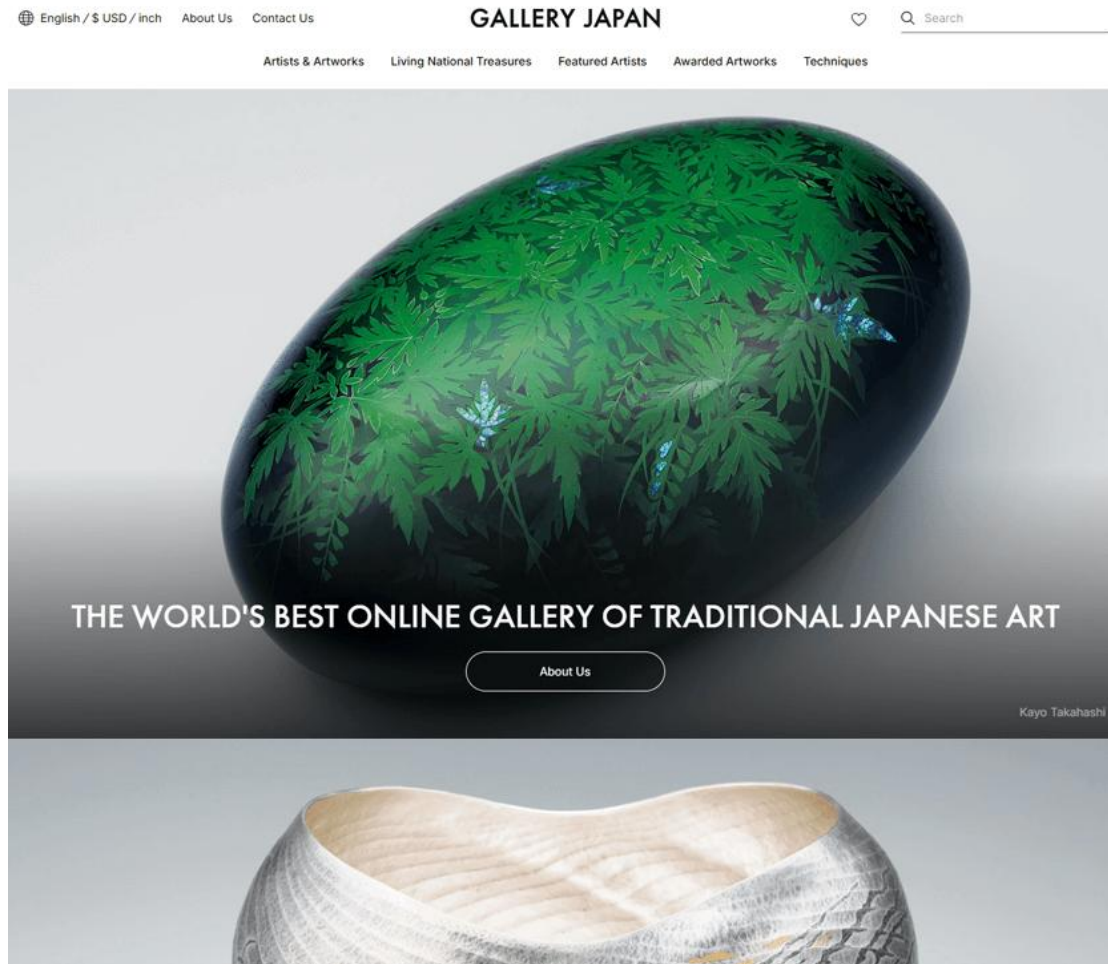 English / $ USD / inch About Us Contact Us GALLERY JAPAN Search
Artists & Artworks Living National Treasures Featured Artists Awarded Artworks Techniques
THE WORLD'S BEST ONLINE GALLERY OF TRADITIONAL JAPANESE ART
About Us
Kayo Takahashi